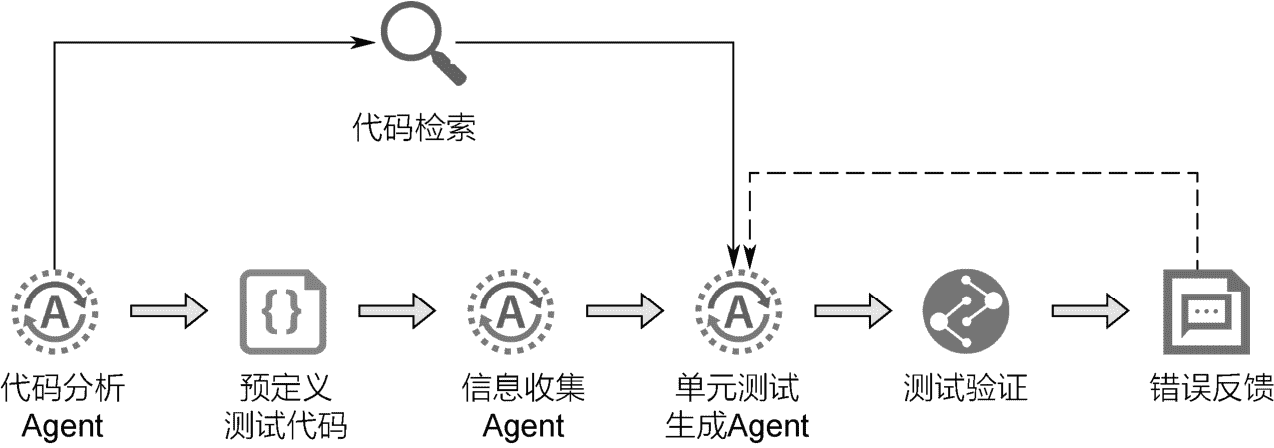 代码检索
A
代码分析
Agent
{}
预定义
测试代码
A
信息收集
Agent
A
单元测试
生成Agent
测试验证
错误反馈